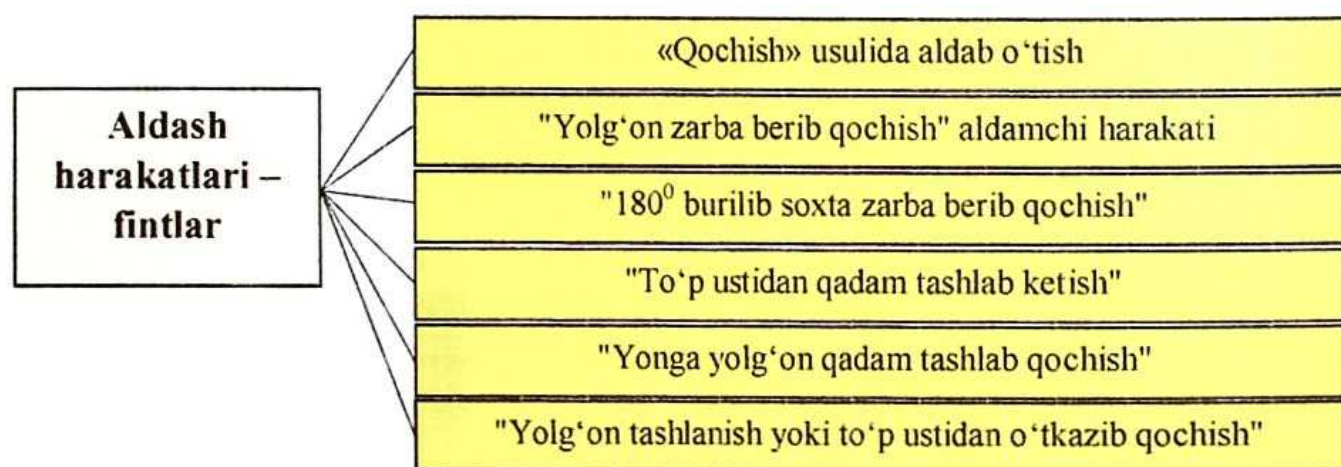 Aldash
harakatlari –
fintlar
«Qochish» usulida aldab o‘tish
"Yolg‘on zarba berib qochish" aldamchi harakati
"180⁰ burilib soxta zarba berib qochish"
"To‘p ustidan qadam tashlab ketish"
"Yonga yolg‘on qadam tashlab qochish"
"Yolg‘on tashlanish yoki to‘p ustidan o‘tkazib qochish"